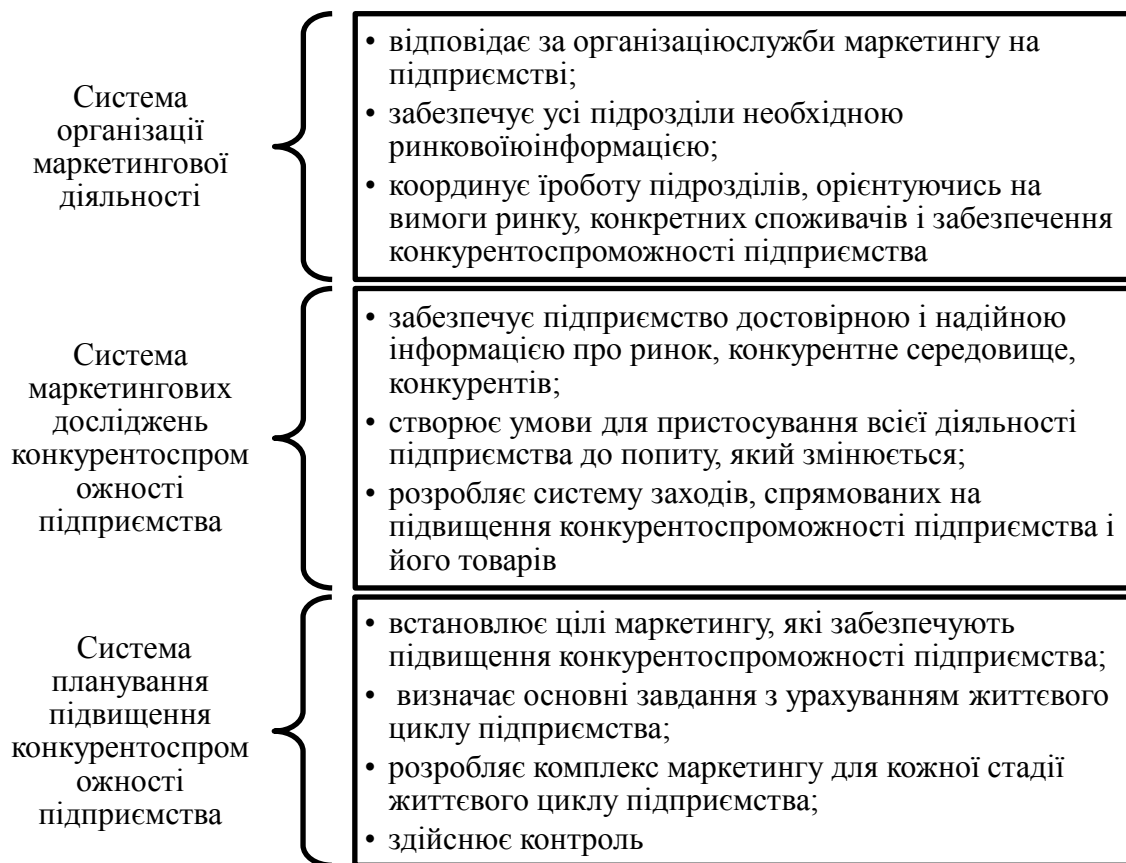 Система
організації
маркетингової
діяльності
• відповідає за організаціюслужби маркетингу на
підприємстві;
• забезпечує усі підрозділи необхідною
ринковоїюінформацією;
• координує їроботу підрозділів, орієнтуючись на
вимоги ринку, конкретних споживачів і забезпечення
конкурентоспроможності підприємства
Система
маркетингових
досліджень
конкурентоспром
ожності
підприємства
• забезпечує підприємство достовірною і надійною
інформацією про ринок, конкурентне середовище,
конкурентів;
• створює умови для пристосування всієї діяльності
підприємства до попиту, який змінюється;
• розробляє систему заходів, спрямованих на
підвищення конкурентоспроможності підприємства і
його товарів
Система
планування
підвищення
конкурентоспром
ожності
підприємства
• встановлює цілі маркетингу, які забезпечують
підвищення конкурентоспроможності підприємства;
• визначає основні завдання з урахуванням життєвого
циклу підприємства;
• розробляє комплекс маркетингу для кожної стадії
життєвого циклу підприємства;
• здійснює контроль